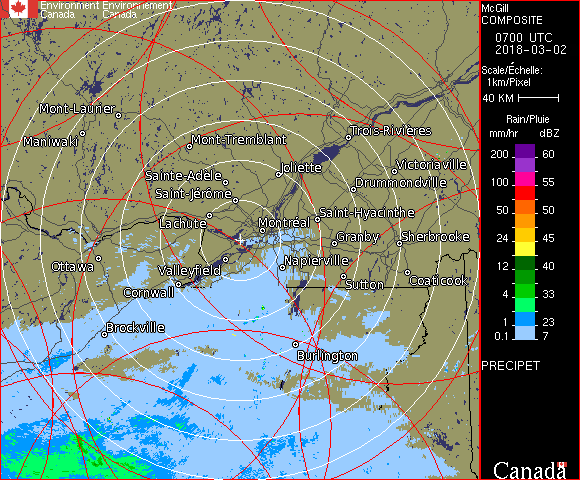 Environment Environnement
Canada Canada
McGill
COMPOSITE
0700 UTC
2018-03-02
Scale/Échelle:
1km/Pixel
40 KM
Rain/Pluie
mm/hr dBZ
200 60
100 55
50 50
24 45
12 40
4 33
1 23
0.1 7
PRECIPET
Canada
Mont-Laurier
Maniwaki
Mont-Tremblant
Trois-Rivières
Joliette
Victoriaville
Sainte-Adèle
Drummondville
Saint-Jérôme
Lachute
Saint-Hyacinthe
Montréal
Granby
Sherbrooke
Ottawa
Valleyfield
Napierville
Cornwall
Sutton
Coaticook
Brockville
Burlington